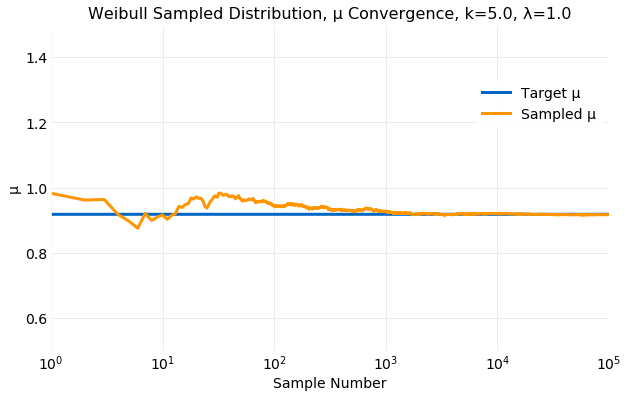 Weibull Sampled Distribution, μ Convergence, k=5.0, λ=1.0
1.4
1.2
1.0
0.8
0.6
μ
Target μ
Sampled μ
10⁰
10¹
10²
10³
10⁴
10⁵
Sample Number